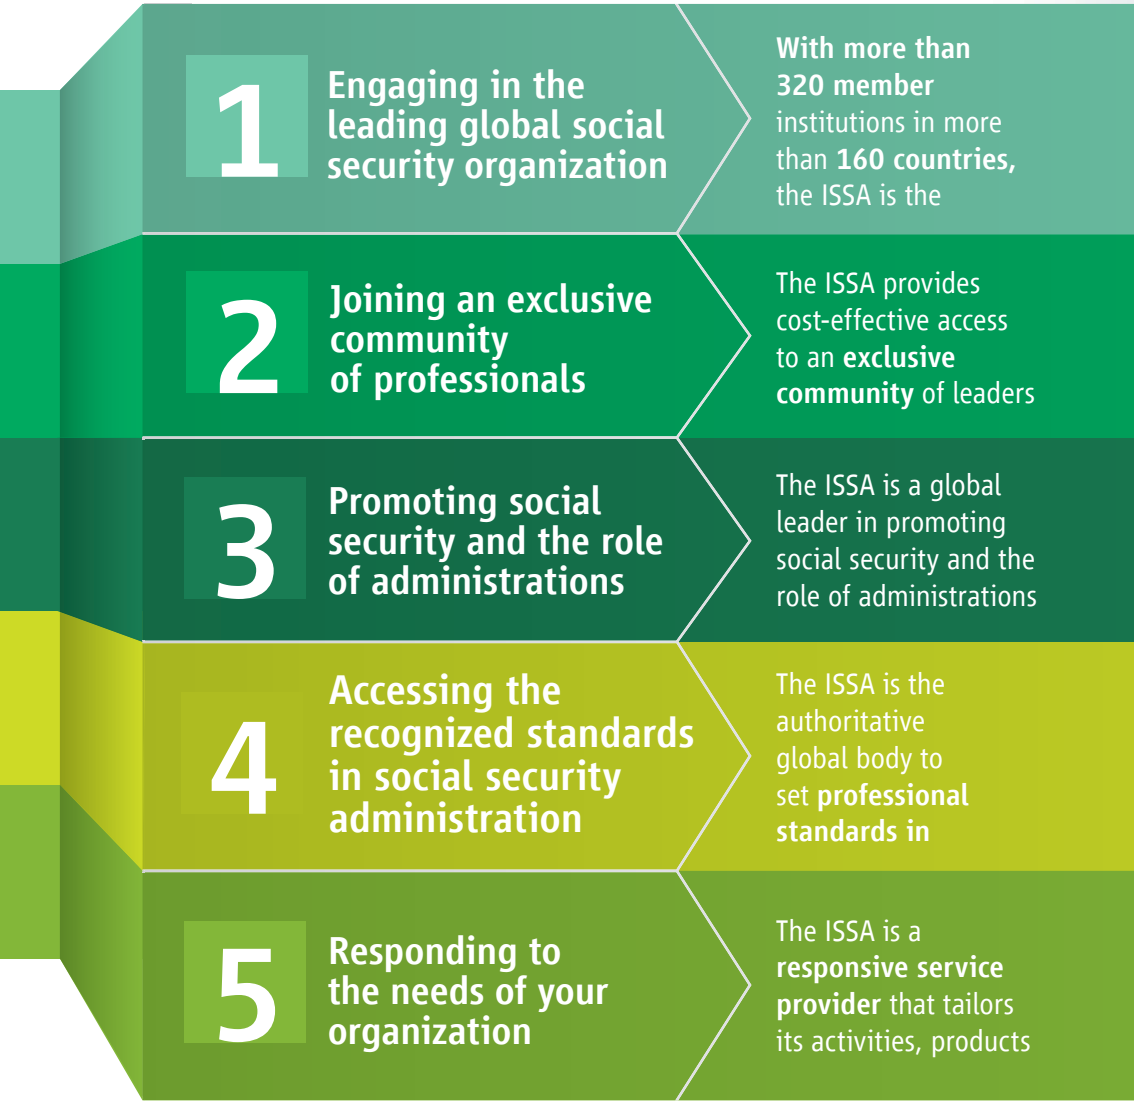 1
Engaging in the
leading global social
security organization
With more than
320 member
institutions in more
than 160 countries,
the ISSA is the
2
Joining an exclusive
community
of professionals
The ISSA provides
cost-effective access
to an exclusive
community of leaders
3
Promoting social
security and the role
of administrations
The ISSA is a global
leader in promoting
social security and the
role of administrations
4
Accessing the
recognized standards
in social security
administration
The ISSA is the
authoritative
global body to
set professional
standards in
5
Responding to
the needs of your
organization
The ISSA is a
responsive service
provider that tailors
its activities, products